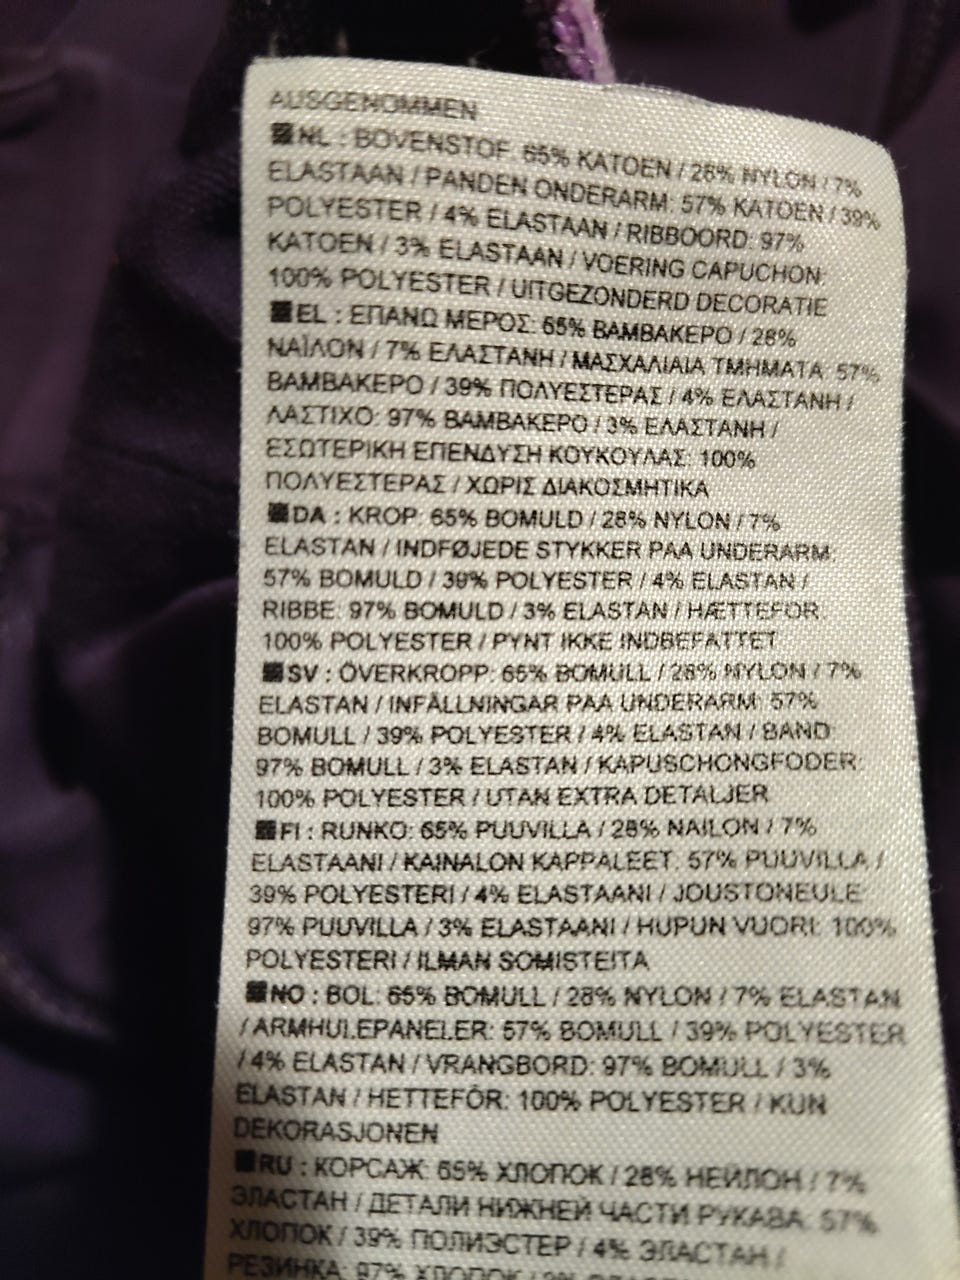 AUSGENOMMEN
NL : BOVENSTOF: 65% KATOEN / 28% NYLON / 7%
ELASTAAN / PANDEN ONDERARM: 57% KATOEN / 39%
POLYESTER / 4% ELASTAAN / RIBBOORD: 97%
KATOEN / 3% ELASTAAN / VOERING CAPUCHON:
100% POLYESTER / UITGEZONDERD DECORATIE
EL : ΕΠΑΝΩ ΜΕΡΟΣ: 65% ΒΑΜΒΑΚΕΡΟ / 28%
ΝΑΪΛΟΝ / 7% ΕΛΑΣΤΑΝΗ / ΜΑΣΧΑΛΙΑΙΑ ΤΜΗΜΑΤΑ: 57%
ΒΑΜΒΑΚΕΡΟ / 39% ΠΟΛΥΕΣΤΕΡΑΣ / 4% ΕΛΑΣΤΑΝΗ /
ΛΑΣΤΙΧΟ: 97% ΒΑΜΒΑΚΕΡΟ / 3% ΕΛΑΣΤΑΝΗ /
ΕΣΩΤΕΡΙΚΗ ΕΠΕΝΔΥΣΗ ΚΟΥΚΟΥΛΑΣ: 100%
ΠΟΛΥΕΣΤΕΡΑΣ / ΧΩΡΙΣ ΔΙΑΚΟΣΜΗΤΙΚΑ
DA : KROP: 65% BOMULD / 28% NYLON / 7%
ELASTAN / INDFØJEDE STYKKER PAA UNDERARM:
57% BOMULD / 39% POLYESTER / 4% ELASTAN /
RIBBE: 97% BOMULD / 3% ELASTAN / HÆTTEFOR:
100% POLYESTER / PYNT IKKE INDBEFATTET
SV : ÖVERKROPP: 65% BOMULL / 28% NYLON / 7%
ELASTAN / INFÄLLNINGAR PAA UNDERARM: 57%
BOMULL / 39% POLYESTER / 4% ELASTAN / BAND:
97% BOMULL / 3% ELASTAN / KAPUSCHONGFODER:
100% POLYESTER / UTAN EXTRA DETALJER
FI : RUNKO: 65% PUUVILLA / 28% NAILON / 7%
ELASTAANI / KAINALON KAPPALEET: 57% PUUVILLA /
39% POLYESTERI / 4% ELASTAANI / JOUSTONEULE:
97% PUUVILLA / 3% ELASTAANI / HUPUN VUORI: 100%
POLYESTERI / ILMAN SOMISTEITA
NO : BOL: 65% BOMULL / 28% NYLON / 7% ELASTAN
/ ARMHULEPANELER: 57% BOMULL / 39% POLYESTER
/ 4% ELASTAN / VRANGBORD: 97% BOMULL / 3%
ELASTAN / HETTEFÔR: 100% POLYESTER / KUN
DEKORASJONEN
RU : КОРСАЖ: 65% ХЛОПОК / 28% НЕЙЛОН / 7%
ЭЛАСТАН / ДЕТАЛИ НИЖНЕЙ ЧАСТИ РУКАВА: 57%
ХЛОПОК / 39% ПОЛИЭСТЕР / 4% ЭЛАСТАН /
РЕЗИНКА: 97% ХЛОПОК / 3% ЭЛАСТАН